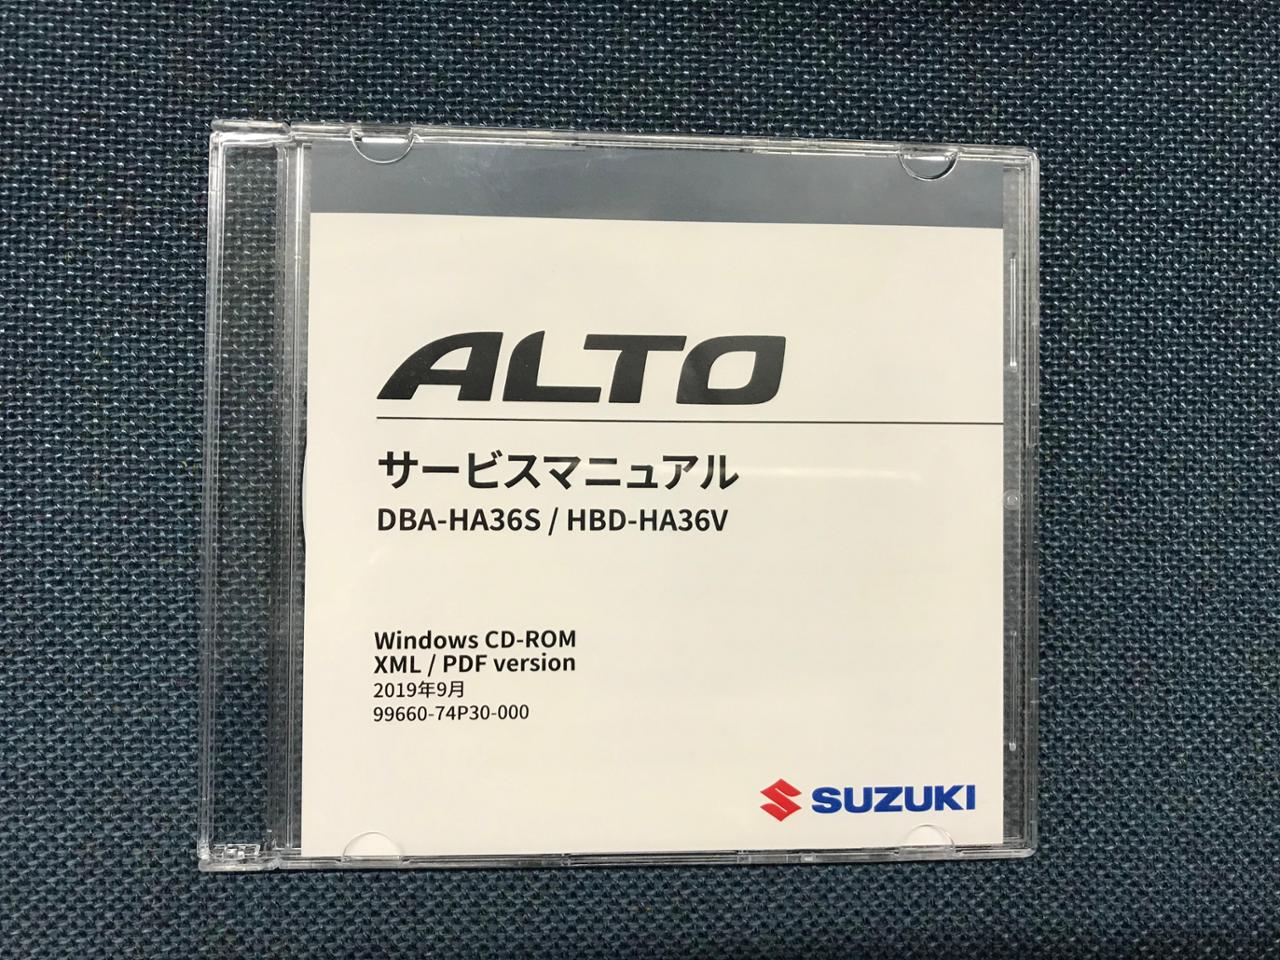 ALTO
サービスマニュアル
DBA-HA36S / HBD-HA36V
Windows CD-ROM
XML / PDF version
2019年9月
99660-74P30-000
SUZUKI